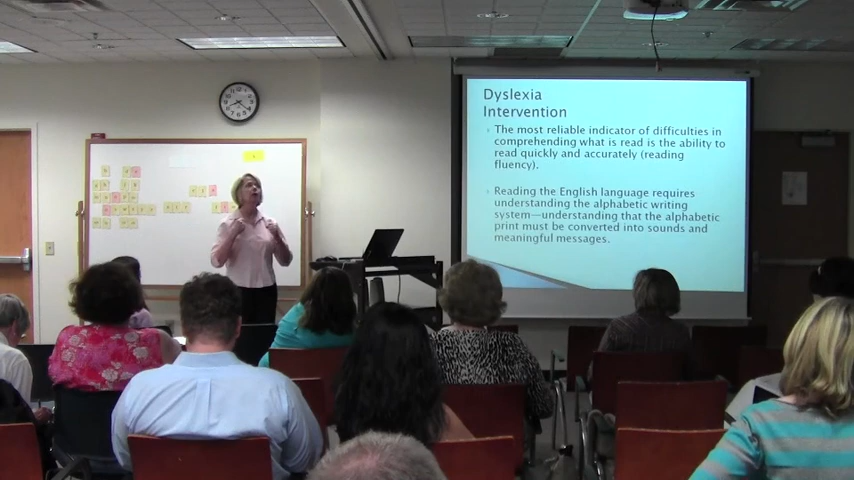 Dyslexia
Intervention
The most reliable indicator of difficulties in
comprehending what is read is the ability to
read quickly and accurately (reading
fluency).
Reading the English language requires
understanding the alphabetic writing
system—understanding that the alphabetic
print must be converted into sounds and
meaningful messages.